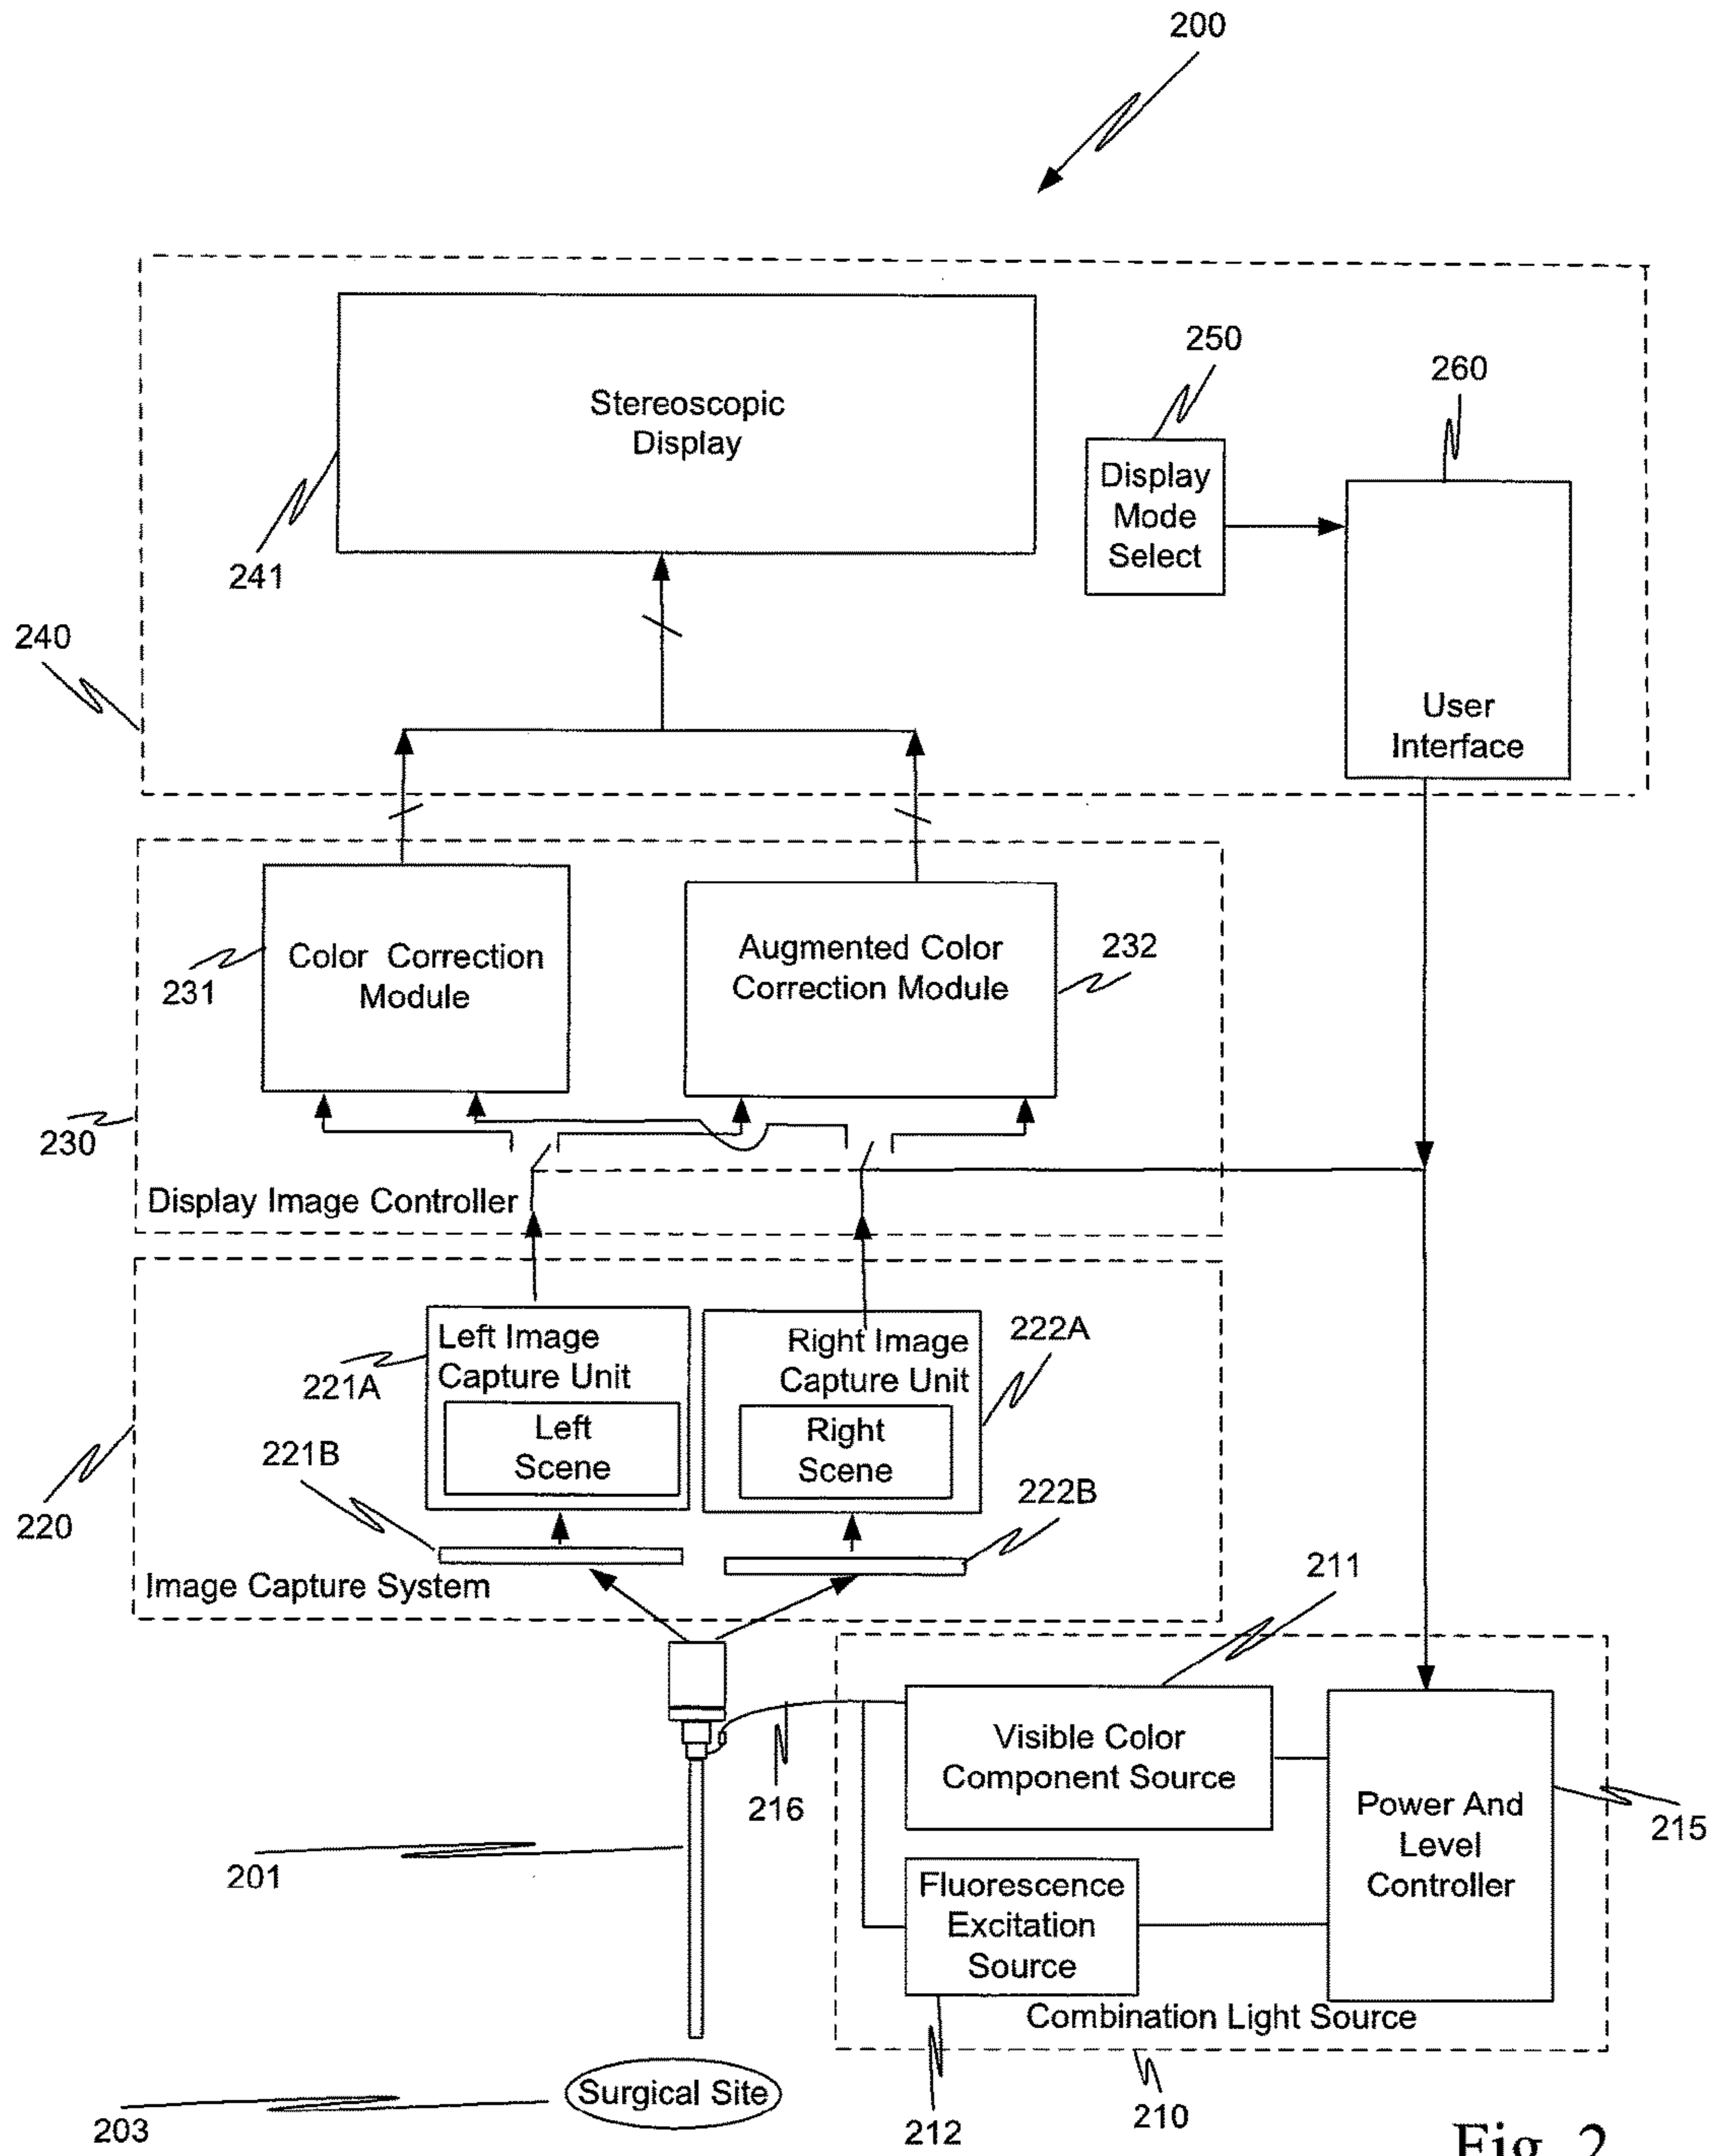 200
Stereoscopic
Display
250
260
Display
Mode
Select
241
240
User
Interface
Color Correction
Module
231
Augmented Color
Correction Module
232
230
Display Image Controller
Left Image
Capture Unit
Left
Scene
221A
Right Image
Capture Unit
Right
Scene
222A
221B
222B
220
Image Capture System
211
Visible Color
Component Source
216
Power And
Level
Controller
215
201
Fluorescence
Excitation
Source
Combination Light Source
Surgical Site
203
212
210
Fig. 2